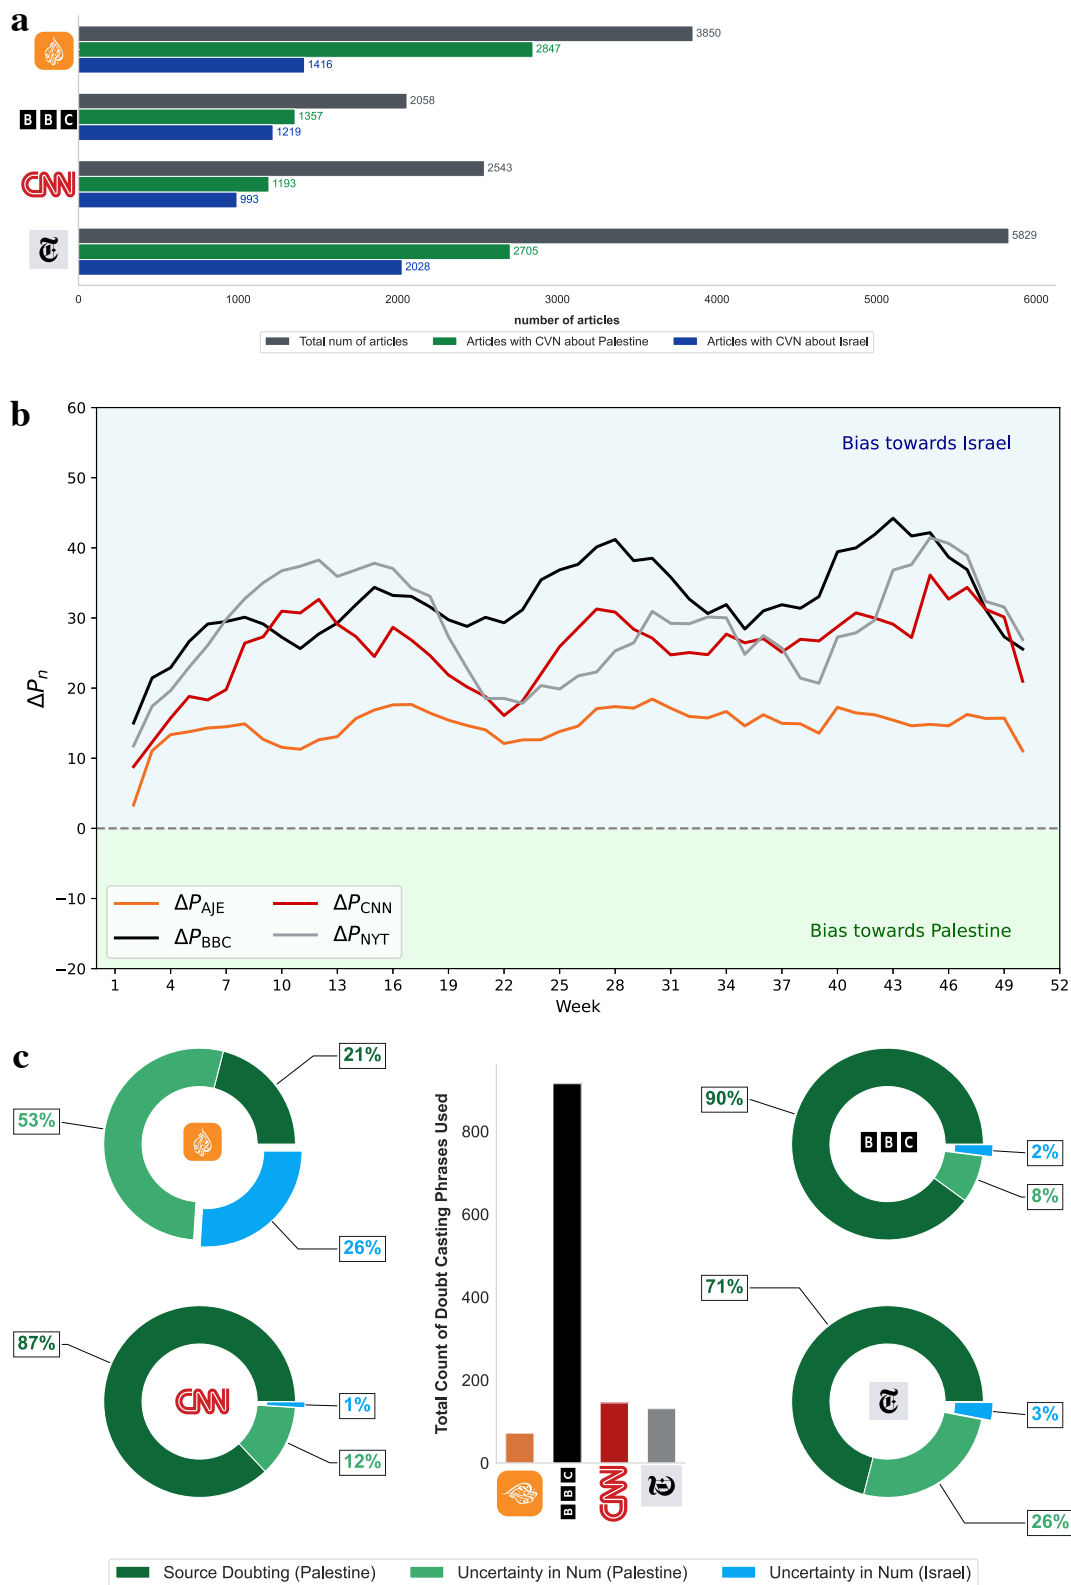 a
3850
2847
1416
BBC
2058
1357
1219
CNN
2543
1193
993
T
5829
2705
2028
0 1000 2000 3000 4000 5000 6000
number of articles
Total num of articles Articles with CVN about Palestine Articles with CVN about Israel
b
60
50
40
30
20
10
0
−10
−20
ΔPn
Bias towards Israel
Bias towards Palestine
ΔP_AJE ΔP_CNN
ΔP_BBC ΔP_NYT
1 4 7 10 13 16 19 22 25 28 31 34 37 40 43 46 49 52
Week
c
21%
53%
26%
87%
CNN
1%
12%
Total Count of Doubt Casting Phrases Used
800
600
400
200
0
BBC
CNN
T
90%
BBC
2%
8%
71%
T
3%
26%
Source Doubting (Palestine) Uncertainty in Num (Palestine) Uncertainty in Num (Israel)